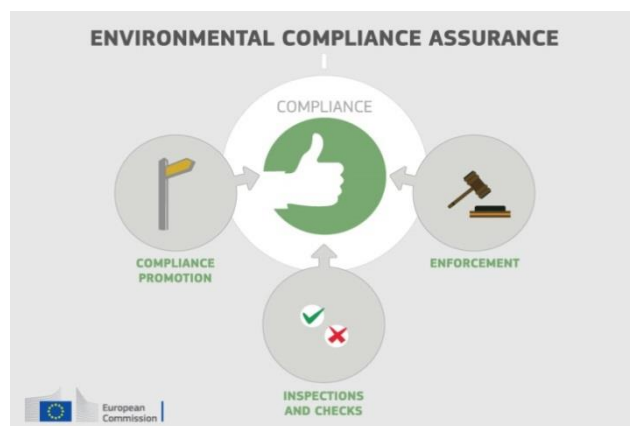 ENVIRONMENTAL COMPLIANCE ASSURANCE
COMPLIANCE
COMPLIANCE
PROMOTION
ENFORCEMENT
INSPECTIONS
AND CHECKS
European
Commission